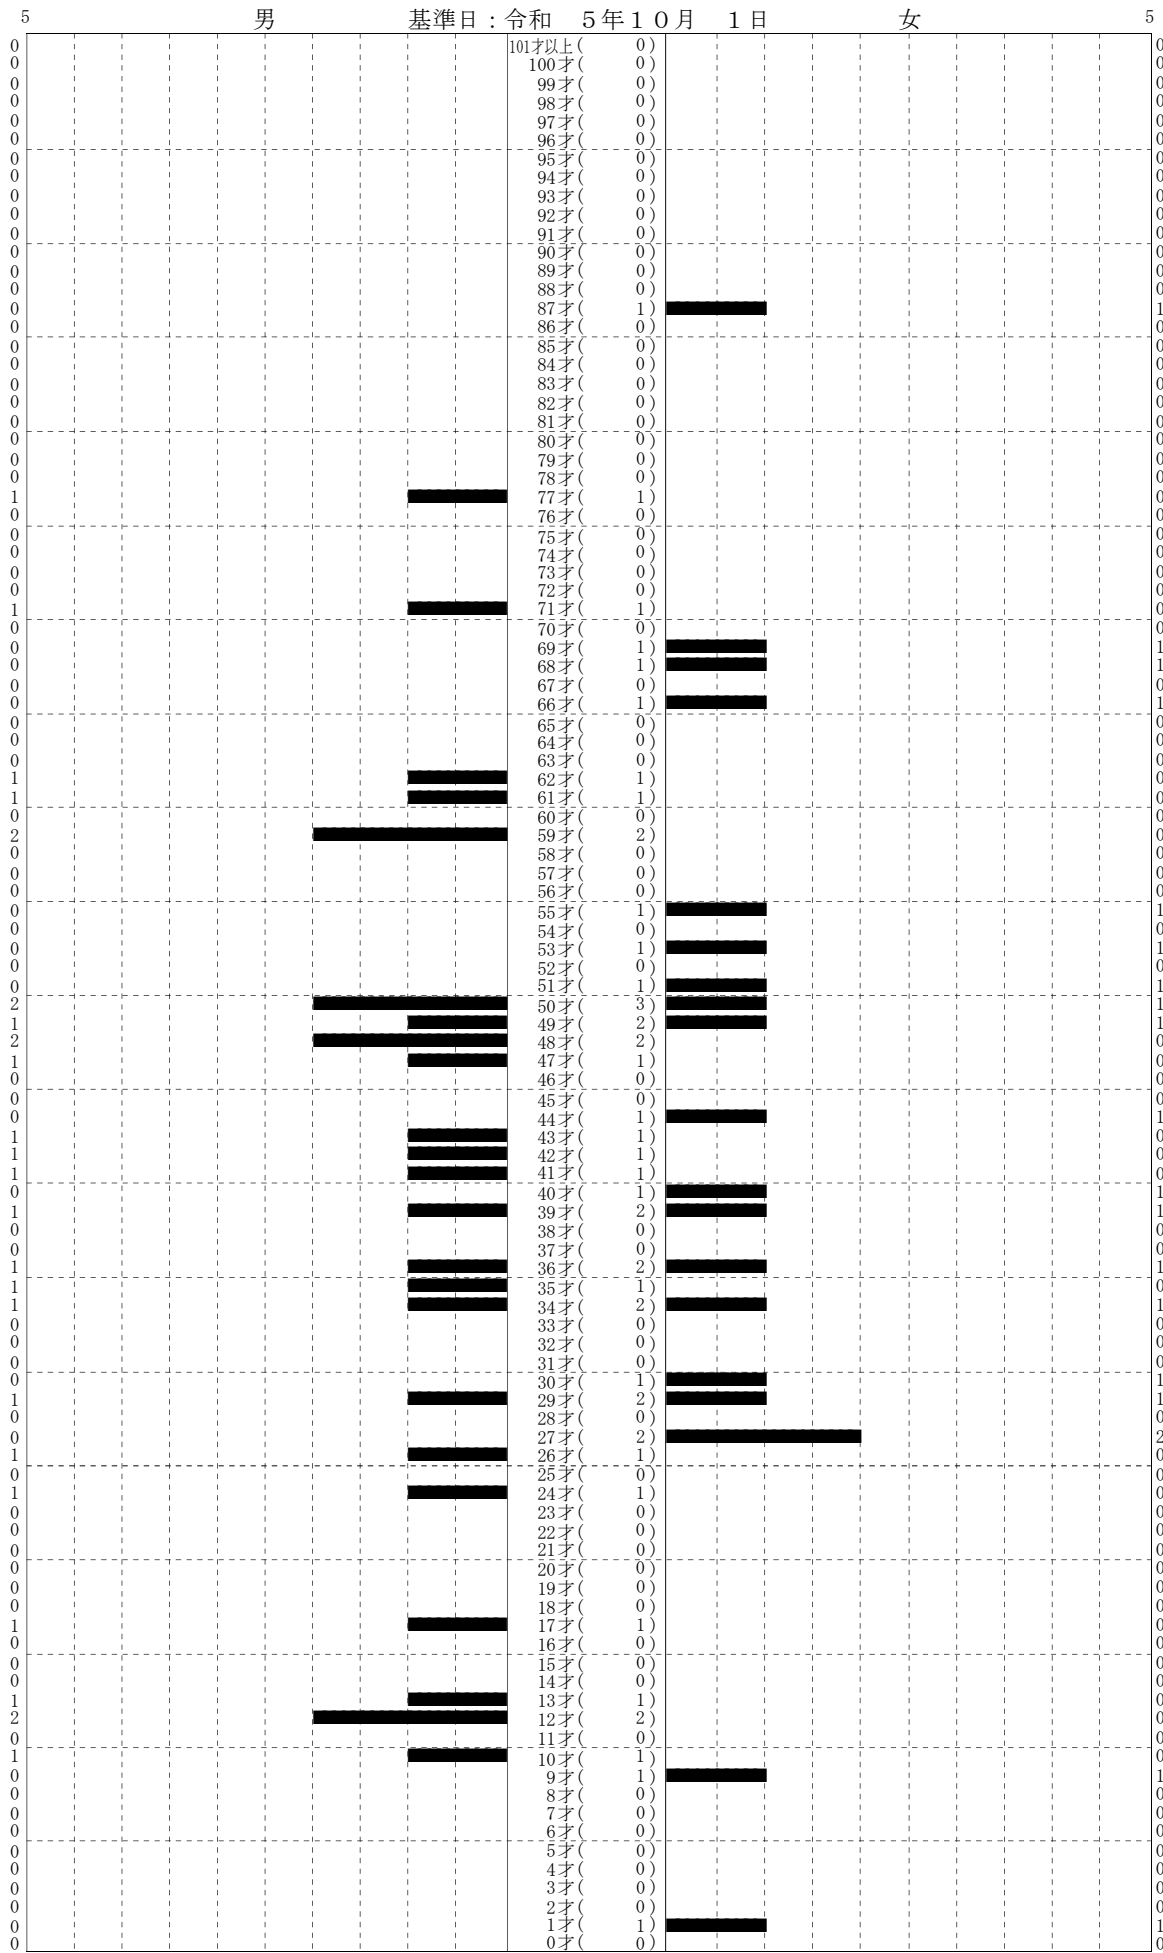 5 男 基準日：令和 5年１０月 1日 女 5
0 101才以上( 0) 0
0 100才( 0) 0
0 99才( 0) 0
0 98才( 0) 0
0 97才( 0) 0
0 96才( 0) 0
0 95才( 0) 0
0 94才( 0) 0
0 93才( 0) 0
0 92才( 0) 0
0 91才( 0) 0
0 90才( 0) 0
0 89才( 0) 0
0 88才( 0) 0
0 87才( 1) 1
0 86才( 0) 0
0 85才( 0) 0
0 84才( 0) 0
0 83才( 0) 0
0 82才( 0) 0
0 81才( 0) 0
0 80才( 0) 0
0 79才( 0) 0
0 78才( 0) 0
1 77才( 1) 0
0 76才( 0) 0
0 75才( 0) 0
0 74才( 0) 0
0 73才( 0) 0
0 72才( 0) 0
1 71才( 1) 0
0 70才( 0) 0
0 69才( 1) 1
0 68才( 1) 1
0 67才( 0) 0
0 66才( 1) 1
0 65才( 0) 0
0 64才( 0) 0
0 63才( 0) 0
1 62才( 1) 0
1 61才( 1) 0
0 60才( 0) 0
2 59才( 2) 0
0 58才( 0) 0
0 57才( 0) 0
0 56才( 0) 0
0 55才( 1) 1
0 54才( 0) 0
0 53才( 1) 1
0 52才( 0) 0
0 51才( 1) 1
2 50才( 3) 1
1 49才( 2) 1
2 48才( 2) 0
1 47才( 1) 0
0 46才( 0) 0
0 45才( 0) 0
0 44才( 1) 1
1 43才( 1) 0
1 42才( 1) 0
1 41才( 1) 0
0 40才( 1) 1
1 39才( 2) 1
0 38才( 0) 0
0 37才( 0) 0
1 36才( 2) 1
1 35才( 1) 0
1 34才( 2) 1
0 33才( 0) 0
0 32才( 0) 0
0 31才( 0) 0
0 30才( 1) 1
1 29才( 2) 1
0 28才( 0) 0
0 27才( 2) 2
1 26才( 1) 0
0 25才( 0) 0
1 24才( 1) 0
0 23才( 0) 0
0 22才( 0) 0
0 21才( 0) 0
0 20才( 0) 0
0 19才( 0) 0
0 18才( 0) 0
1 17才( 1) 0
0 16才( 0) 0
0 15才( 0) 0
0 14才( 0) 0
1 13才( 1) 0
2 12才( 2) 0
0 11才( 0) 0
1 10才( 1) 0
0 9才( 1) 1
0 8才( 0) 0
0 7才( 0) 0
0 6才( 0) 0
0 5才( 0) 0
0 4才( 0) 0
0 3才( 0) 0
0 2才( 0) 0
0 1才( 1) 1
0 0才( 0) 0